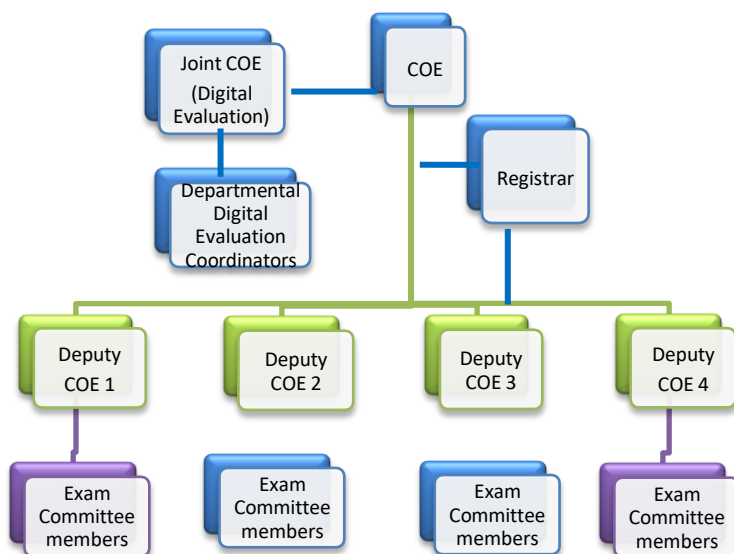 Joint COE
(Digital
Evaluation)
COE
Departmental
Digital
Evaluation
Coordinators
Registrar
Deputy
COE 1
Deputy
COE 2
Deputy
COE 3
Deputy
COE 4
Exam
Committee
members
Exam
Committee
members
Exam
Committee
members
Exam
Committee
members